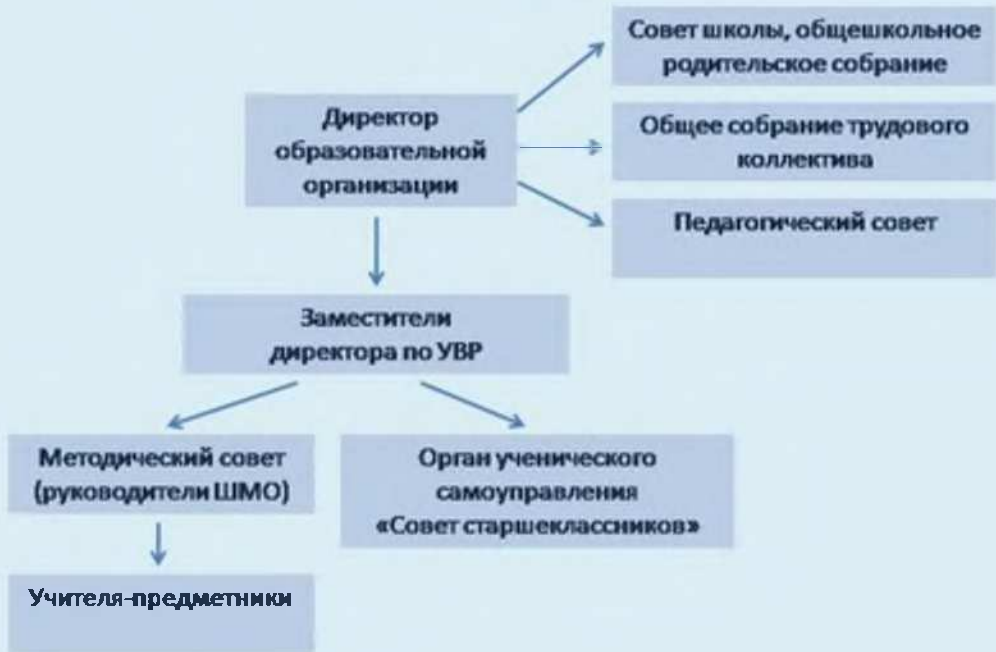 Совет школы, общешкольное
родительское собрание
Директор
образовательной
организации
Общее собрание трудового
коллектива
Педагогический совет
Заместители
директора по УВР
Методический совет
(руководители ШМО)
Орган ученического
самоуправления
«Совет старшеклассников»
Учителя-предметники